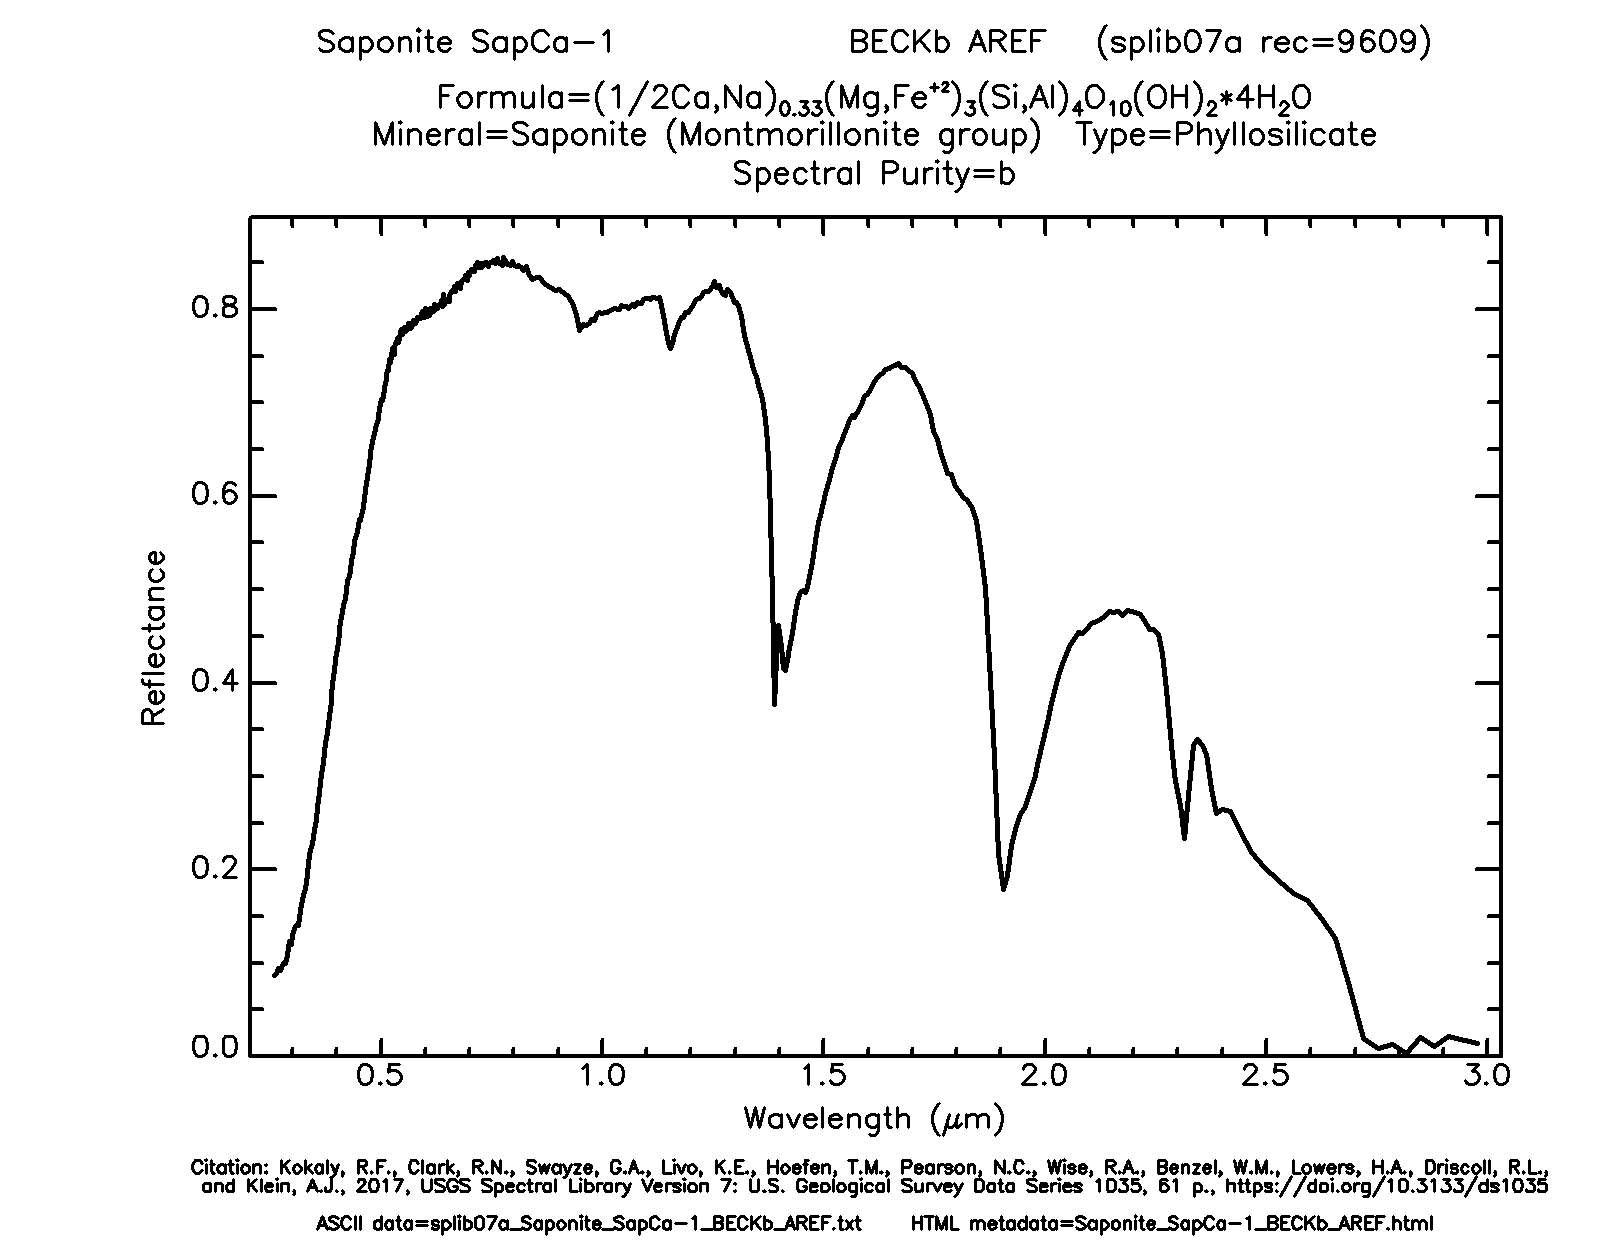 Saponite SapCa-1 BECKb AREF (splib07a rec=9609)
Formula=(1/2Ca,Na)0.33(Mg,Fe+2)3(Si,Al)4O10(OH)2*4H2O
Mineral=Saponite (Montmorillonite group) Type=Phyllosilicate
Spectral Purity=b
0.8
0.6
0.4
0.2
0.0
Reflectance
0.5 1.0 1.5 2.0 2.5 3.0
Wavelength (μm)
Citation: Kokaly, R.F., Clark, R.N., Swayze, G.A., Livo, K.E., Hoefen, T.M., Pearson, N.C., Wise, R.A., Benzel, W.M., Lowers, H.A., Driscoll, R.L.,
and Klein, A.J., 2017, USGS Spectral Library Version 7: U.S. Geological Survey Data Series 1035, 61 p., https://doi.org/10.3133/ds1035
ASCII data=splib07a_Saponite_SapCa-1_BECKb_AREF.txt HTML metadata=Saponite_SapCa-1_BECKb_AREF.html